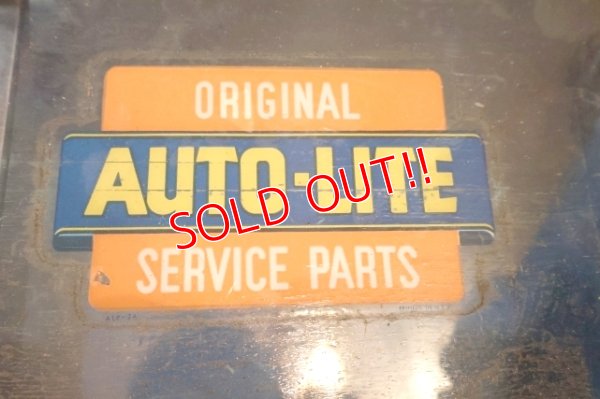 ORIGINAL
AUTO-LITE
SOLD OUT!!
SERVICE PARTS